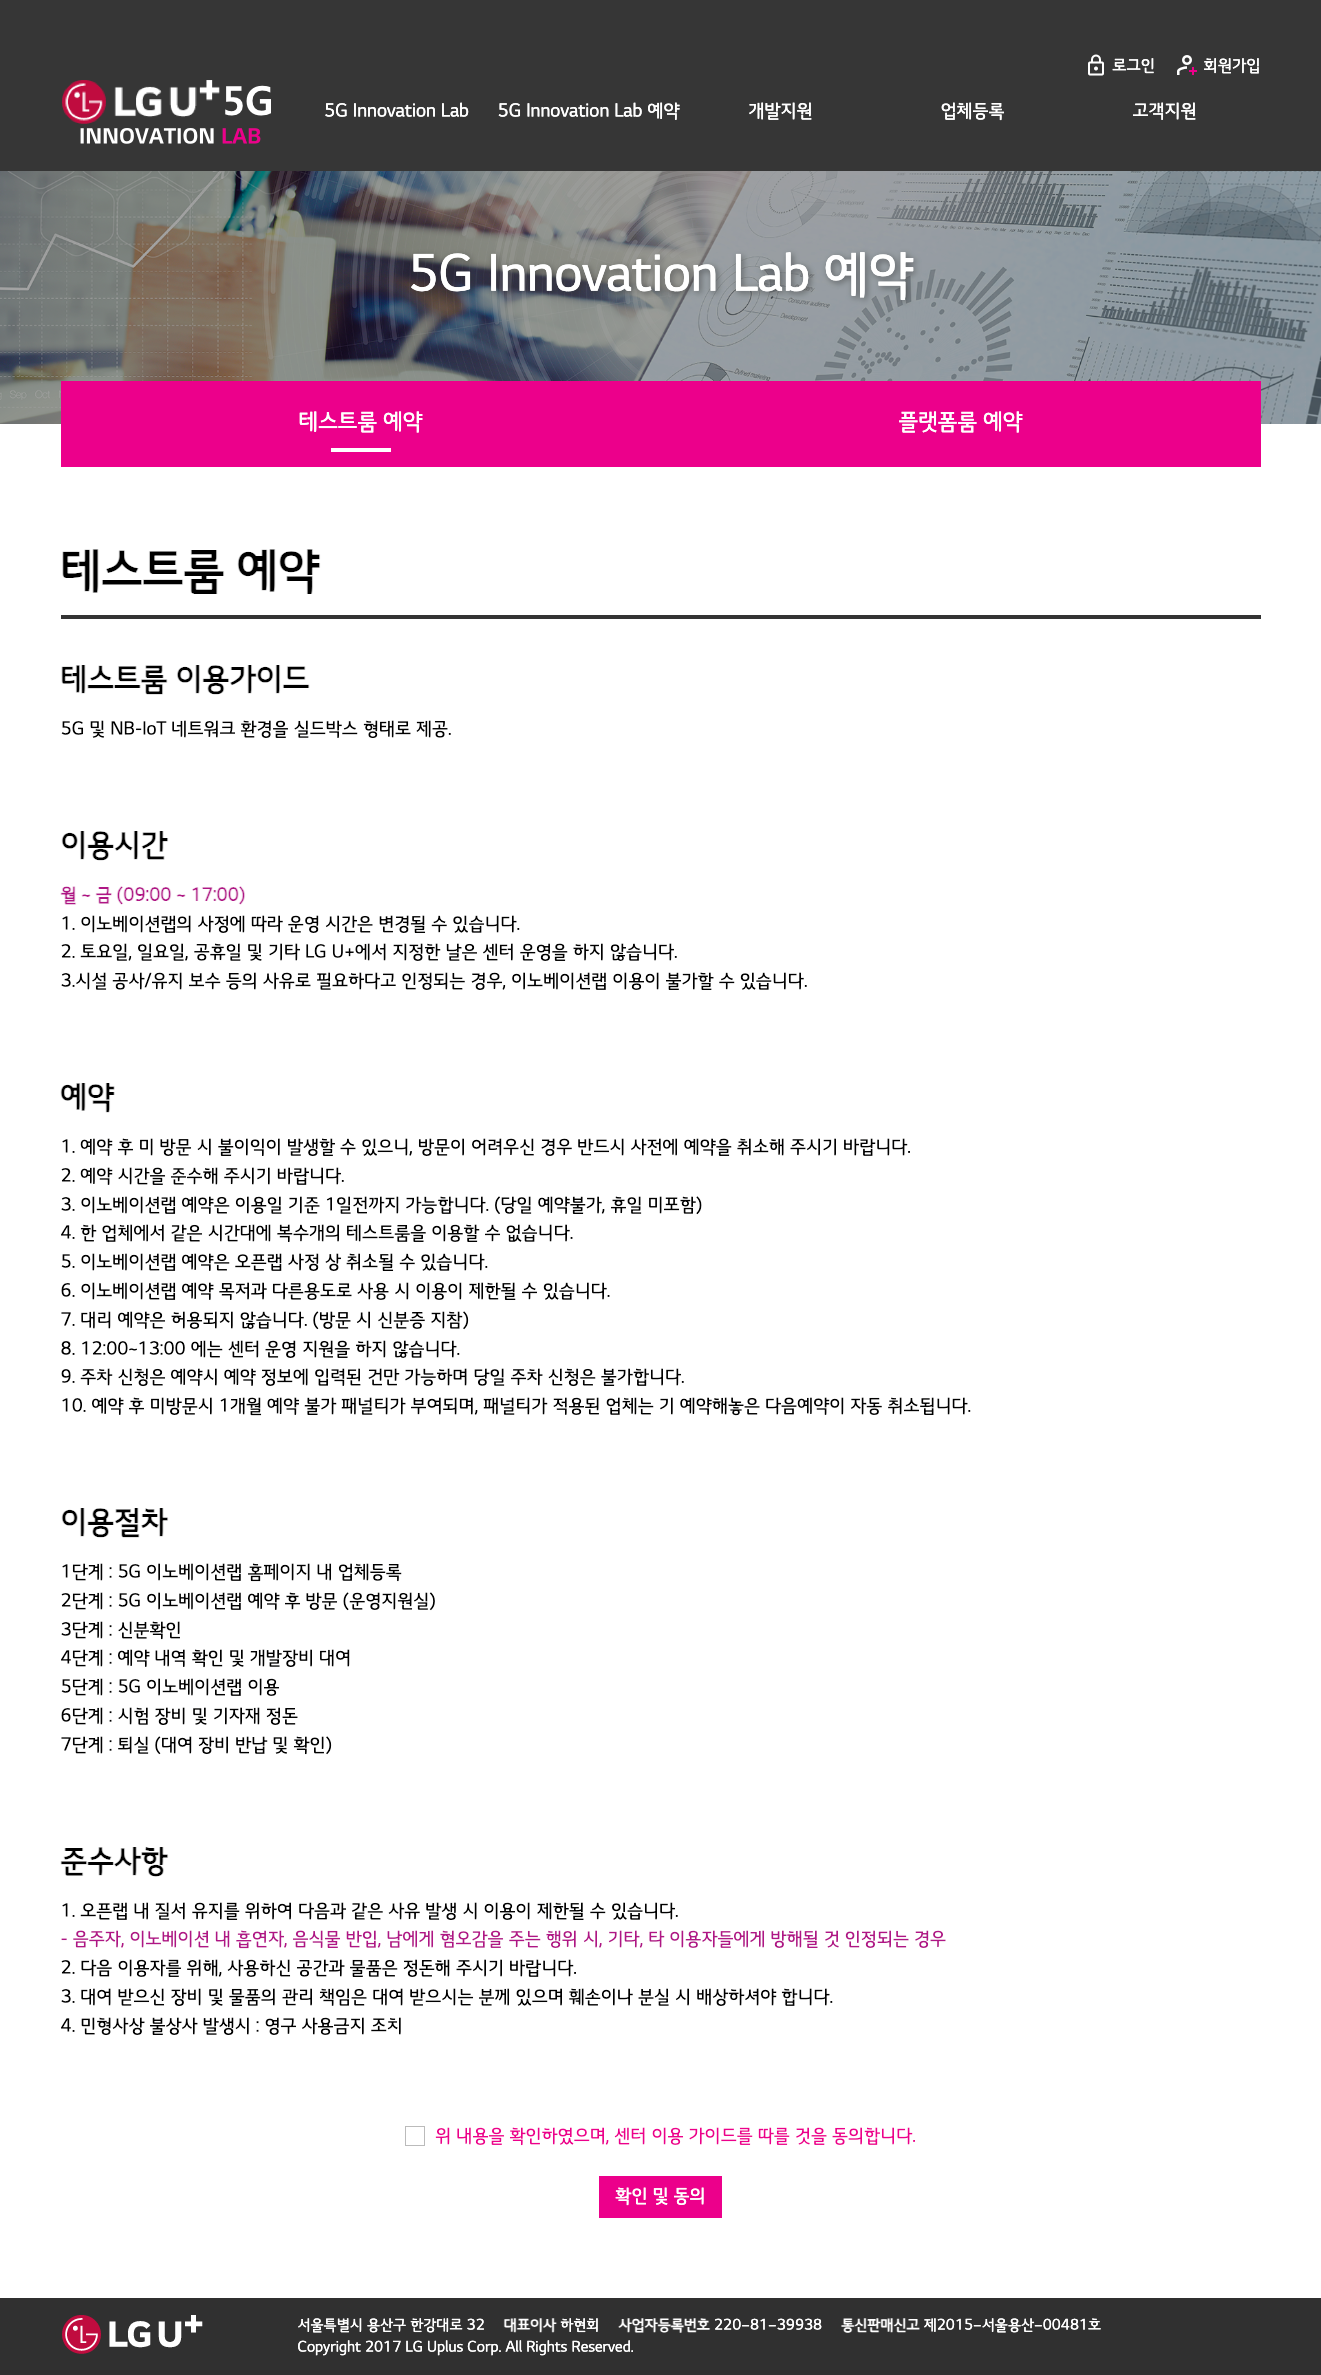 로그인 회원가입
LG U+ 5G
INNOVATION LAB
5G Innovation Lab 5G Innovation Lab 예약 개발지원 업체등록 고객지원
5G Innovation Lab 예약
테스트룸 예약 플랫폼룸 예약
테스트룸 예약
테스트룸 이용가이드
5G 및 NB-IoT 네트워크 환경을 실드박스 형태로 제공.
이용시간
월 ~ 금 (09:00 ~ 17:00)
1. 이노베이션랩의 사정에 따라 운영 시간은 변경될 수 있습니다.
2. 토요일, 일요일, 공휴일 및 기타 LG U+에서 지정한 날은 센터 운영을 하지 않습니다.
3.시설 공사/유지 보수 등의 사유로 필요하다고 인정되는 경우, 이노베이션랩 이용이 불가할 수 있습니다.
예약
1. 예약 후 미 방문 시 불이익이 발생할 수 있으니, 방문이 어려우신 경우 반드시 사전에 예약을 취소해 주시기 바랍니다.
2. 예약 시간을 준수해 주시기 바랍니다.
3. 이노베이션랩 예약은 이용일 기준 1일전까지 가능합니다. (당일 예약불가, 휴일 미포함)
4. 한 업체에서 같은 시간대에 복수개의 테스트룸을 이용할 수 없습니다.
5. 이노베이션랩 예약은 오픈랩 사정 상 취소될 수 있습니다.
6. 이노베이션랩 예약 목저과 다른용도로 사용 시 이용이 제한될 수 있습니다.
7. 대리 예약은 허용되지 않습니다. (방문 시 신분증 지참)
8. 12:00~13:00 에는 센터 운영 지원을 하지 않습니다.
9. 주차 신청은 예약시 예약 정보에 입력된 건만 가능하며 당일 주차 신청은 불가합니다.
10. 예약 후 미방문시 1개월 예약 불가 패널티가 부여되며, 패널티가 적용된 업체는 기 예약해놓은 다음예약이 자동 취소됩니다.
이용절차
1단계 : 5G 이노베이션랩 홈페이지 내 업체등록
2단계 : 5G 이노베이션랩 예약 후 방문 (운영지원실)
3단계 : 신분확인
4단계 : 예약 내역 확인 및 개발장비 대여
5단계 : 5G 이노베이션랩 이용
6단계 : 시험 장비 및 기자재 정돈
7단계 : 퇴실 (대여 장비 반납 및 확인)
준수사항
1. 오픈랩 내 질서 유지를 위하여 다음과 같은 사유 발생 시 이용이 제한될 수 있습니다.
- 음주자, 이노베이션 내 흡연자, 음식물 반입, 남에게 혐오감을 주는 행위 시, 기타, 타 이용자들에게 방해될 것 인정되는 경우
2. 다음 이용자를 위해, 사용하신 공간과 물품은 정돈해 주시기 바랍니다.
3. 대여 받으신 장비 및 물품의 관리 책임은 대여 받으시는 분께 있으며 훼손이나 분실 시 배상하셔야 합니다.
4. 민형사상 불상사 발생시 : 영구 사용금지 조치
위 내용을 확인하였으며, 센터 이용 가이드를 따를 것을 동의합니다.
확인 및 동의
LG U+
서울특별시 용산구 한강대로 32 대표이사 하현회 사업자등록번호 220-81-39938 통신판매신고 제2015-서울용산-00481호
Copyright 2017 LG Uplus Corp. All Rights Reserved.